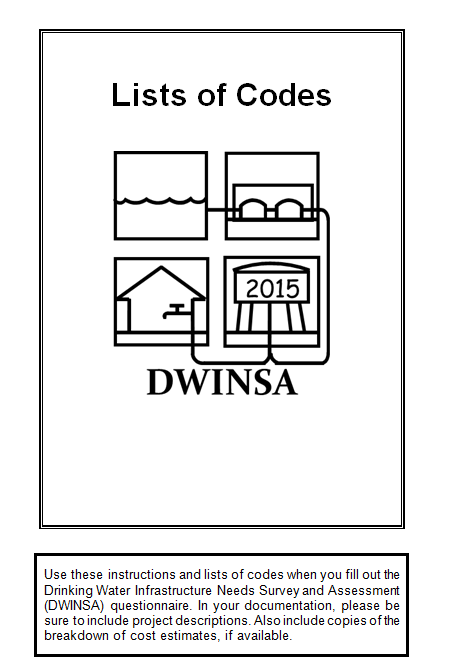 Lists of Codes
2015
DWINSA
Use these instructions and lists of codes when you fill out the
Drinking Water Infrastructure Needs Survey and Assessment
(DWINSA) questionnaire. In your documentation, please be
sure to include project descriptions. Also include copies of the
breakdown of cost estimates, if available.